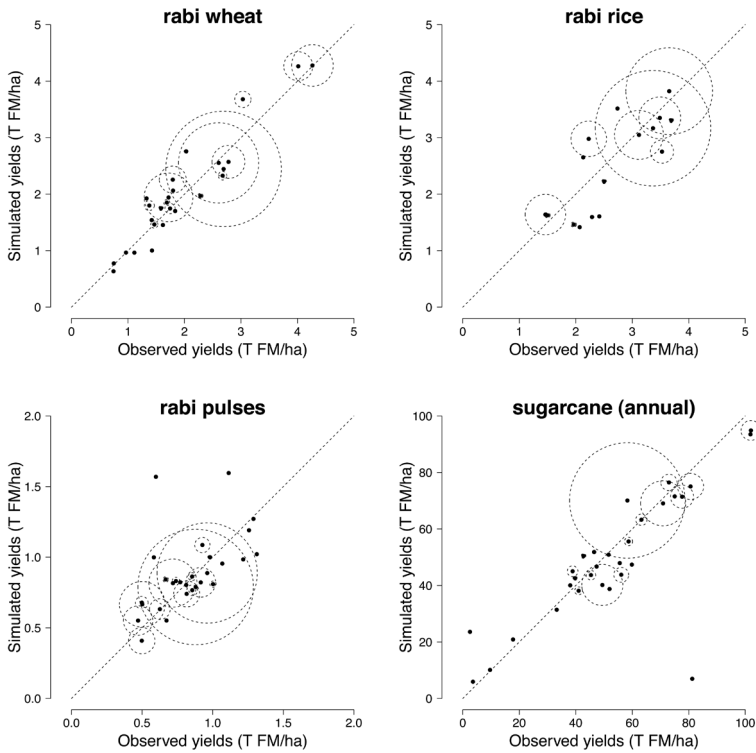 rabi wheat
Simulated yields (T FM/ha)
5
4
3
2
1
0
0 1 2 3 4 5
Observed yields (T FM/ha)
rabi rice
Simulated yields (T FM/ha)
5
4
3
2
1
0
0 1 2 3 4 5
Observed yields (T FM/ha)
rabi pulses
Simulated yields (T FM/ha)
2.0
1.5
1.0
0.5
0.0
0.0 0.5 1.0 1.5 2.0
Observed yields (T FM/ha)
sugarcane (annual)
Simulated yields (T FM/ha)
100
80
60
40
20
0
0 20 40 60 80 100
Observed yields (T FM/ha)